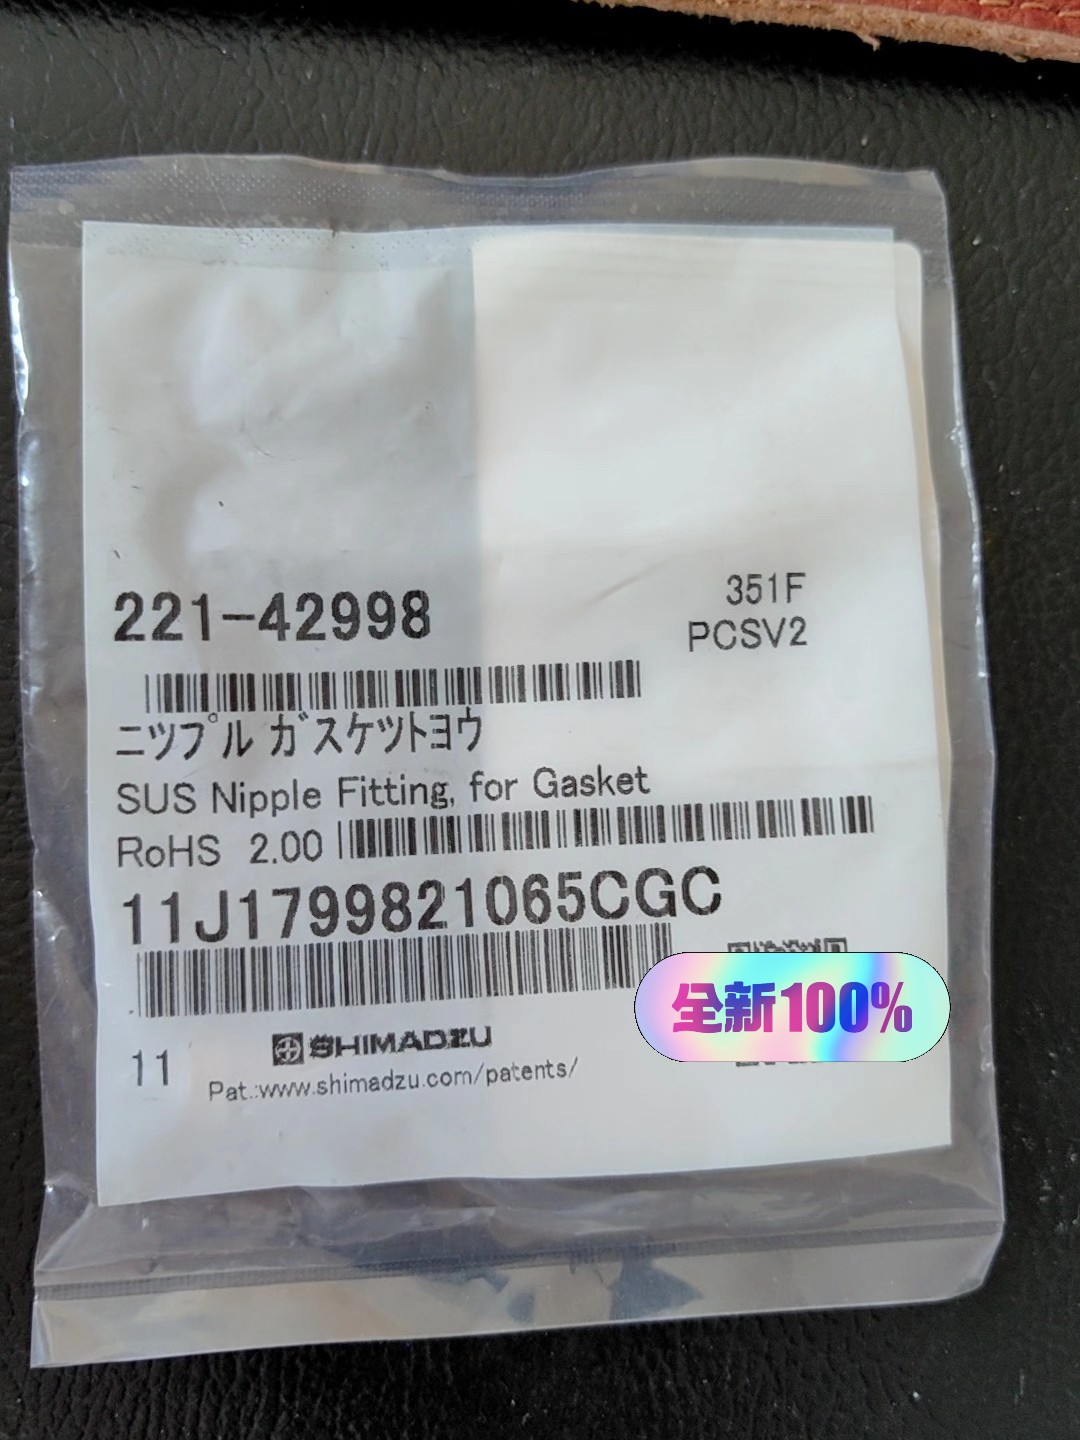 221-42998
351F
PCSV2
ニツプル ガスケツトヨウ
SUS Nipple Fitting, for Gasket
RoHS 2.00
11J1799821065CGC
全新100%
11
SHIMADZU
Pat.:www.shimadzu.com/patents/